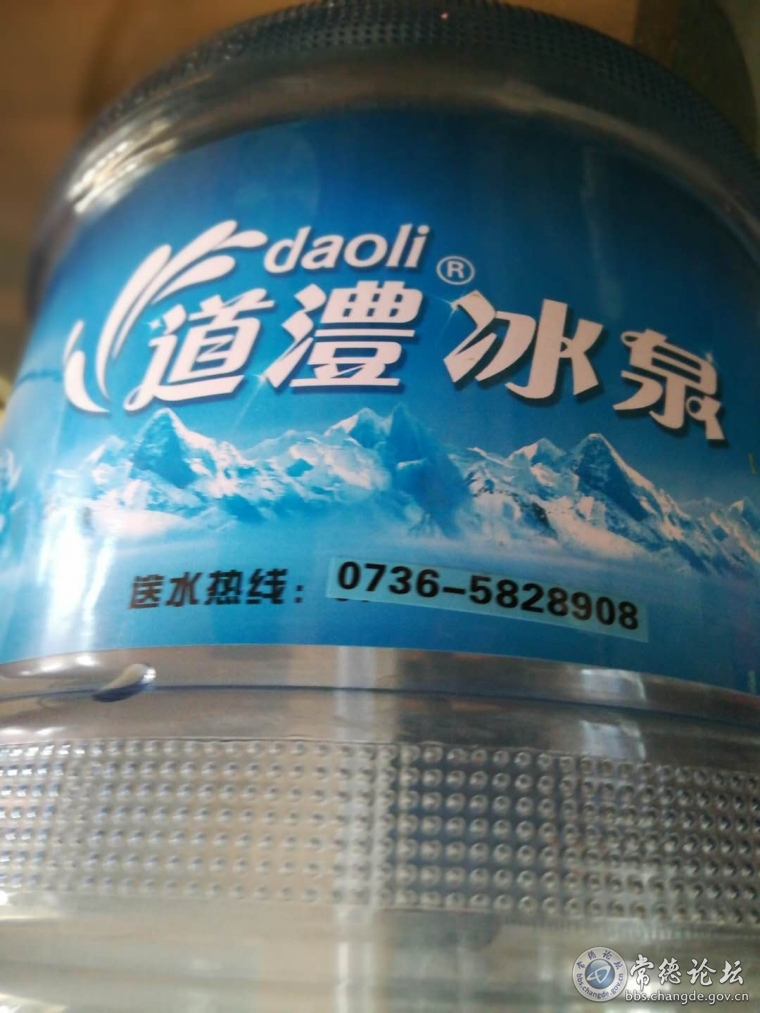 daoli®
道澧冰泉
送水热线：0736-5828908
常德论坛
bbs.changde.gov.cn